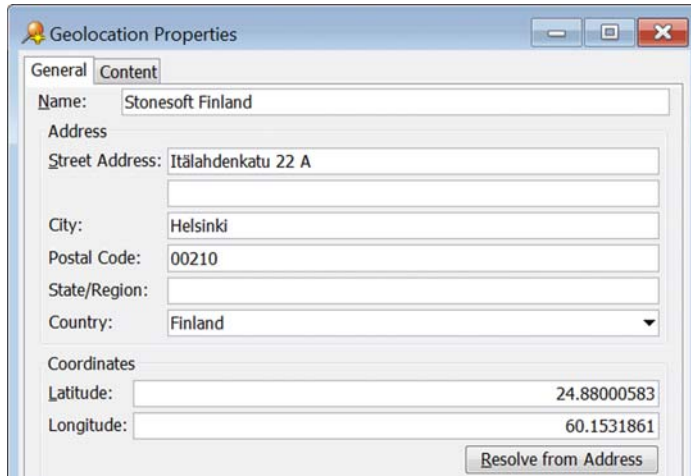 Geolocation Properties
General Content
Name: Stonesoft Finland
Address
Street Address: Itälahdenkatu 22 A
City: Helsinki
Postal Code: 00210
State/Region:
Country: Finland
Coordinates
Latitude: 24.88000583
Longitude: 60.1531861
Resolve from Address